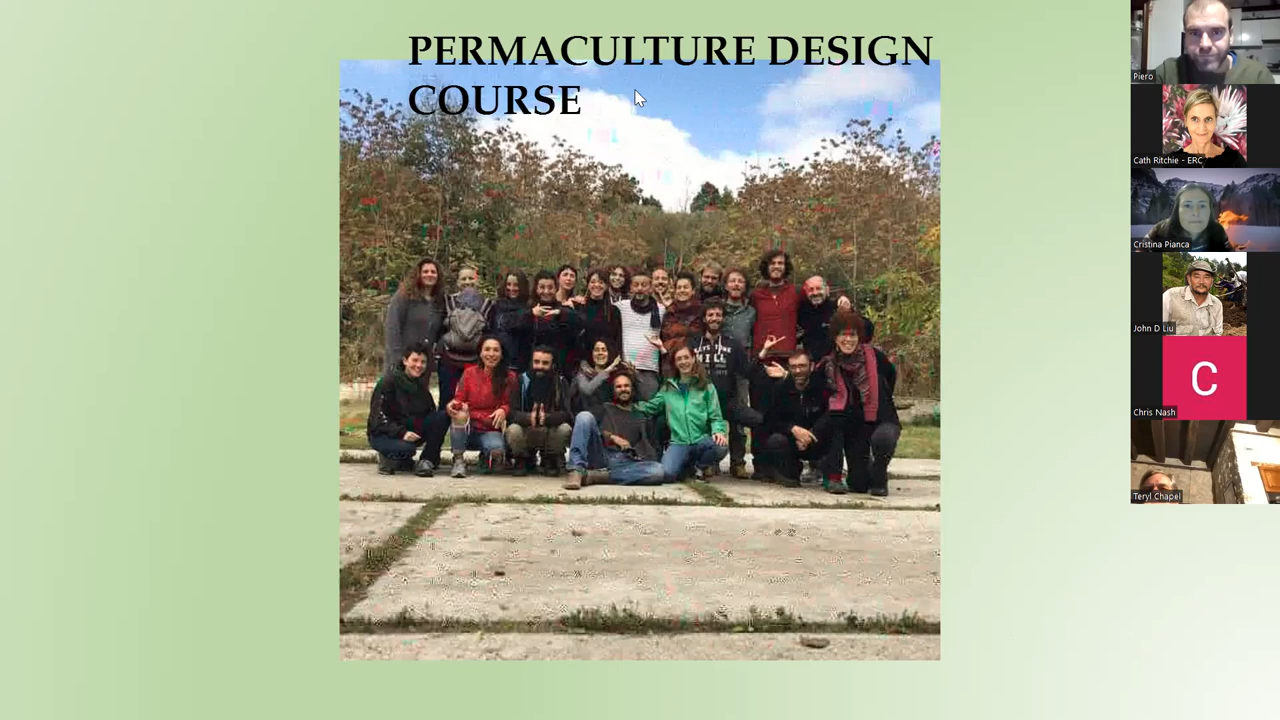 PERMACULTURE DESIGN
COURSE
Piero
Cath Ritchie - ERC
Cristina Pianca
John D Liu
C
Chris Nash
Teryl Chapel